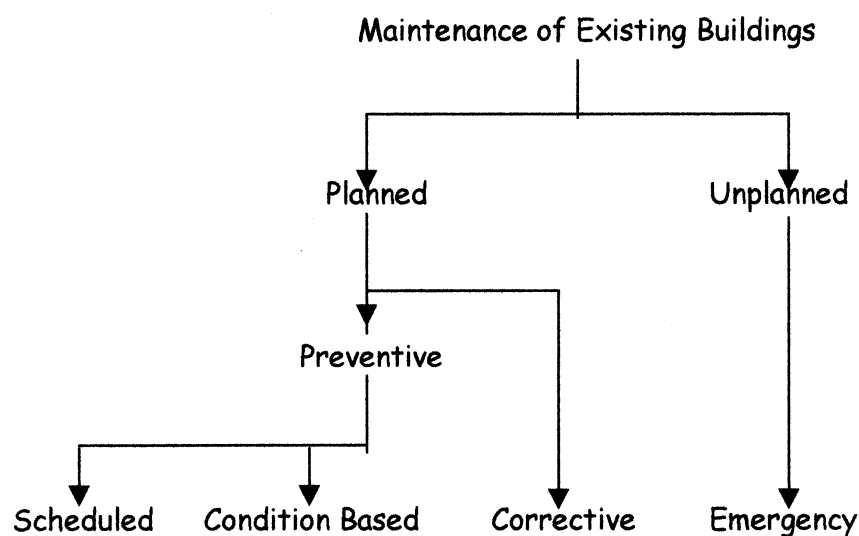 Maintenance of Existing Buildings
Planned Unplanned
Preventive
Scheduled Condition Based Corrective Emergency